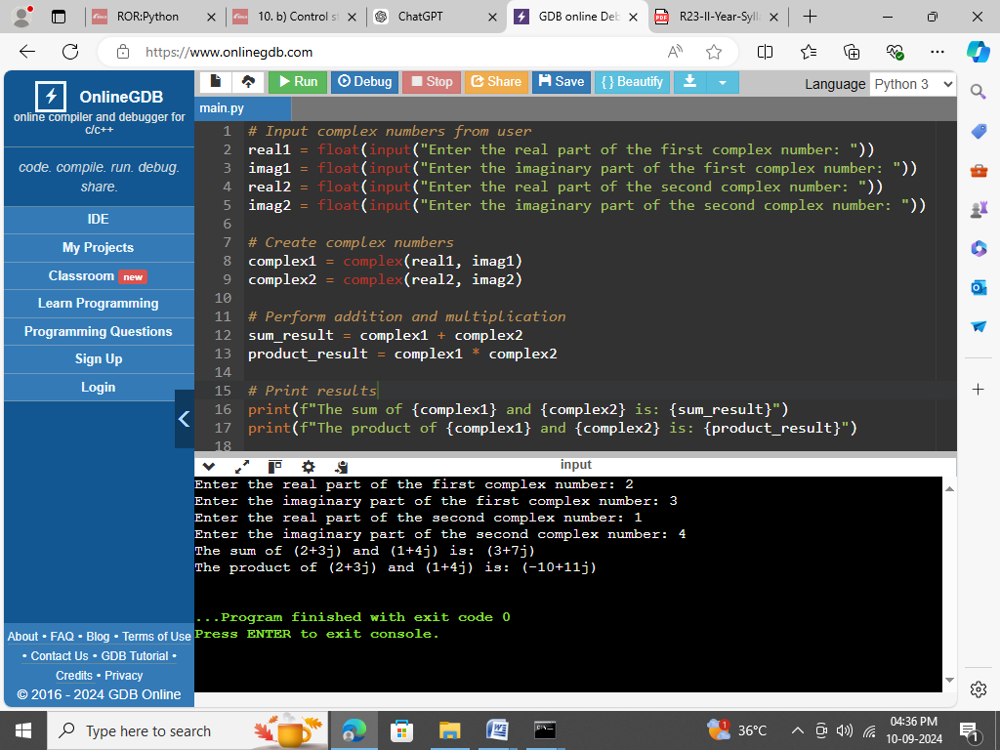 ROR:Python
10. b) Control st
ChatGPT
GDB online Deb
R23-II-Year-Sylla
https://www.onlinegdb.com
OnlineGDB
online compiler and debugger for
c/c++
code. compile. run. debug.
share.
IDE
My Projects
Classroom new
Learn Programming
Programming Questions
Sign Up
Login
Run
Debug
Stop
Share
Save
{ } Beautify
Language Python 3
main.py
1 # Input complex numbers from user
2 real1 = float(input("Enter the real part of the first complex number: "))
3 imag1 = float(input("Enter the imaginary part of the first complex number: "))
4 real2 = float(input("Enter the real part of the second complex number: "))
5 imag2 = float(input("Enter the imaginary part of the second complex number: "))
6
7 # Create complex numbers
8 complex1 = complex(real1, imag1)
9 complex2 = complex(real2, imag2)
10
11 # Perform addition and multiplication
12 sum_result = complex1 + complex2
13 product_result = complex1 * complex2
14
15 # Print results
16 print(f"The sum of {complex1} and {complex2} is: {sum_result}")
17 print(f"The product of {complex1} and {complex2} is: {product_result}")
18
input
Enter the real part of the first complex number: 2
Enter the imaginary part of the first complex number: 3
Enter the real part of the second complex number: 1
Enter the imaginary part of the second complex number: 4
The sum of (2+3j) and (1+4j) is: (3+7j)
The product of (2+3j) and (1+4j) is: (-10+11j)
...Program finished with exit code 0
Press ENTER to exit console.
About • FAQ • Blog • Terms of Use
• Contact Us • GDB Tutorial •
Credits • Privacy
© 2016 - 2024 GDB Online
Type here to search
1
36°C
04:36 PM
10-09-2024
1